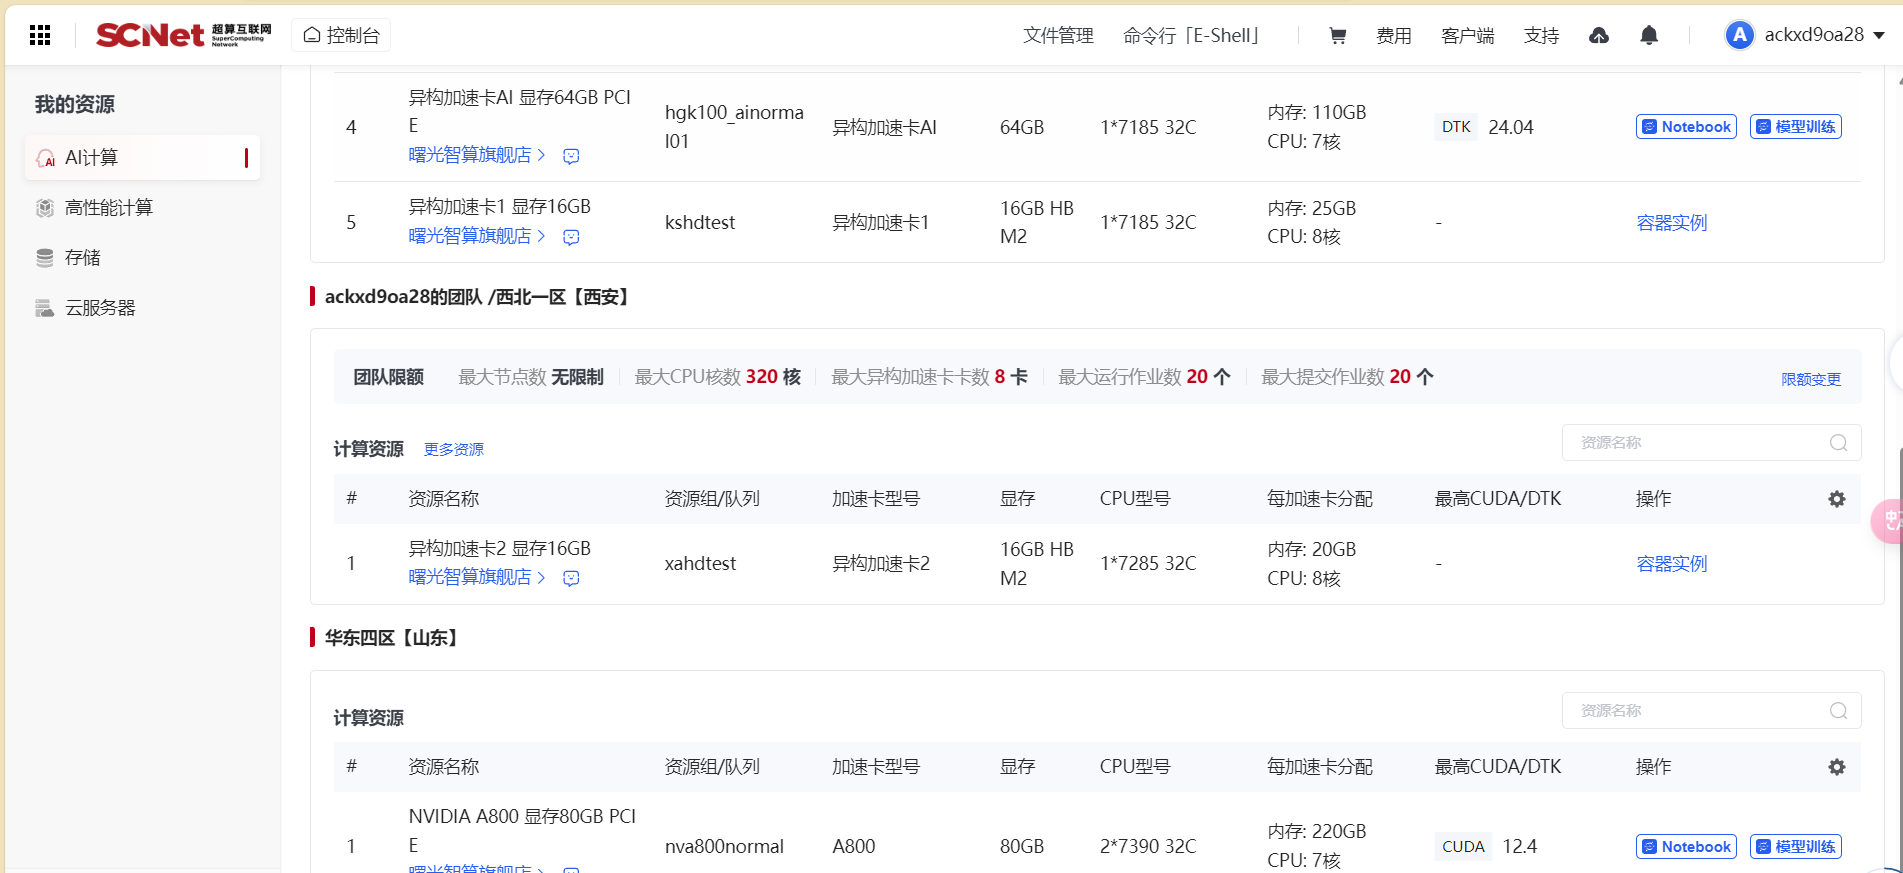 SCNet 超算互联网 SuperComputing Network
控制台
文件管理
命令行「E-Shell」
费用
客户端
支持
A
ackxd9oa28
我的资源
AI计算
高性能计算
存储
云服务器
4
异构加速卡AI 显存64GB PCI
E
曙光智算旗舰店 >
hgk100_ainorma
l01
异构加速卡AI
64GB
1*7185 32C
内存: 110GB
CPU: 7核
DTK 24.04
Notebook
模型训练
5
异构加速卡1 显存16GB
曙光智算旗舰店 >
kshdtest
异构加速卡1
16GB HB
M2
1*7185 32C
内存: 25GB
CPU: 8核
-
容器实例
ackxd9oa28的团队 /西北一区【西安】
团队限额 最大节点数 无限制 最大CPU核数 320 核 最大异构加速卡卡数 8 卡 最大运行作业数 20 个 最大提交作业数 20 个
限额变更
计算资源 更多资源
资源名称
# 资源名称 资源组/队列 加速卡型号 显存 CPU型号 每加速卡分配 最高CUDA/DTK 操作
1
异构加速卡2 显存16GB
曙光智算旗舰店 >
xahdtest
异构加速卡2
16GB HB
M2
1*7285 32C
内存: 20GB
CPU: 8核
-
容器实例
华东四区【山东】
计算资源
资源名称
# 资源名称 资源组/队列 加速卡型号 显存 CPU型号 每加速卡分配 最高CUDA/DTK 操作
1
NVIDIA A800 显存80GB PCI
E
曙光智算旗舰店 >
nva800normal
A800
80GB
2*7390 32C
内存: 220GB
CPU: 7核
CUDA 12.4
Notebook
模型训练